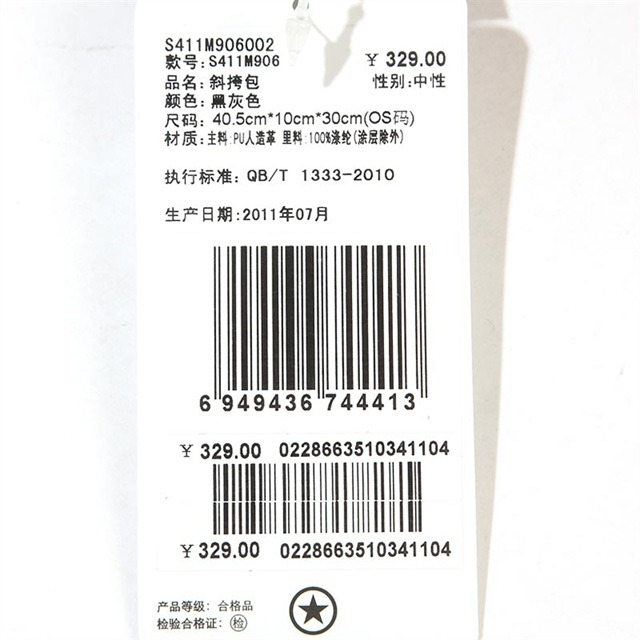 S411M906002
款号:S411M906 ¥ 329.00
品名:斜挎包 性别:中性
颜色:黑灰色
尺码: 40.5cm*10cm*30cm(OS码)
材质:主料:PU人造革 里料:100%涤纶(涂层除外)
执行标准: QB/T 1333-2010
生产日期:2011年07月
6 949436 744413
¥ 329.00 0228663510341104
¥ 329.00 0228663510341104
产品等级: 合格品
检验合格证: 检